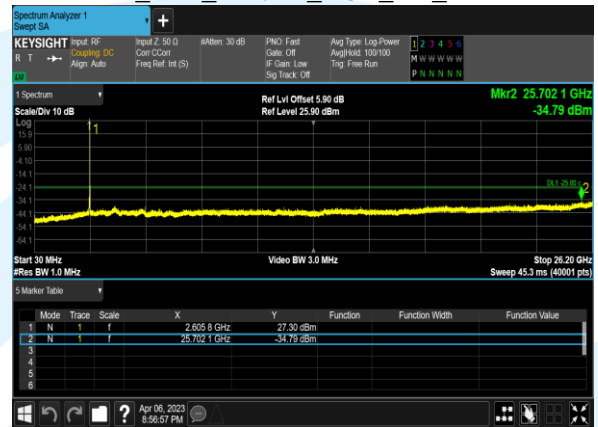 Spectrum Analyzer 1
Swept SA
KEYSIGHT Input: RF Input Z: 50 Ω #Atten: 30 dB PNO: Fast Avg Type: Log-Power 1 2 3 4 5 6
R T Coupling: DC Corr CCorr Gate: Off Avg|Hold: 100/100 M W W W W W
Align: Auto Freq Ref: Int (S) IF Gain: Low Trig: Free Run
LV Sig Track: Off P N N N N N
1 Spectrum Ref Lvl Offset 5.90 dB Mkr2 25.702 1 GHz
Scale/Div 10 dB Ref Level 25.90 dBm -34.79 dBm
Log
1
15.9
5.90
-4.10
-14.1
-24.1 DL1 -25.00 2
-34.1
-44.1
-54.1
-64.1
Start 30 MHz Video BW 3.0 MHz Stop 26.20 GHz
#Res BW 1.0 MHz Sweep 45.3 ms (40001 pts)
5 Marker Table
Mode Trace Scale X Y Function Function Width Function Value
1 N 1 f 2.605 8 GHz 27.30 dBm
2 N 1 f 25.702 1 GHz -34.79 dBm
3
4
5
6
? Apr 06, 2023
8:56:57 PM